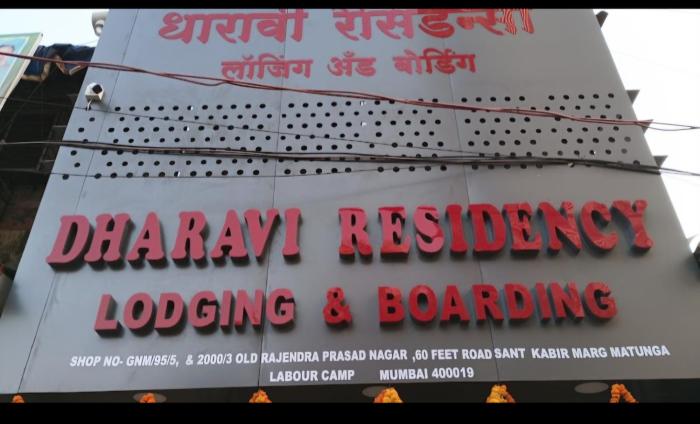 धारावी रेसिडेन्सी
लॉजिंग अँड बोर्डिंग
DHARAVI RESIDENCY
LODGING & BOARDING
SHOP NO- GNM/95/5, & 2000/3 OLD RAJENDRA PRASAD NAGAR ,60 FEET ROAD SANT KABIR MARG MATUNGA
LABOUR CAMP MUMBAI 400019